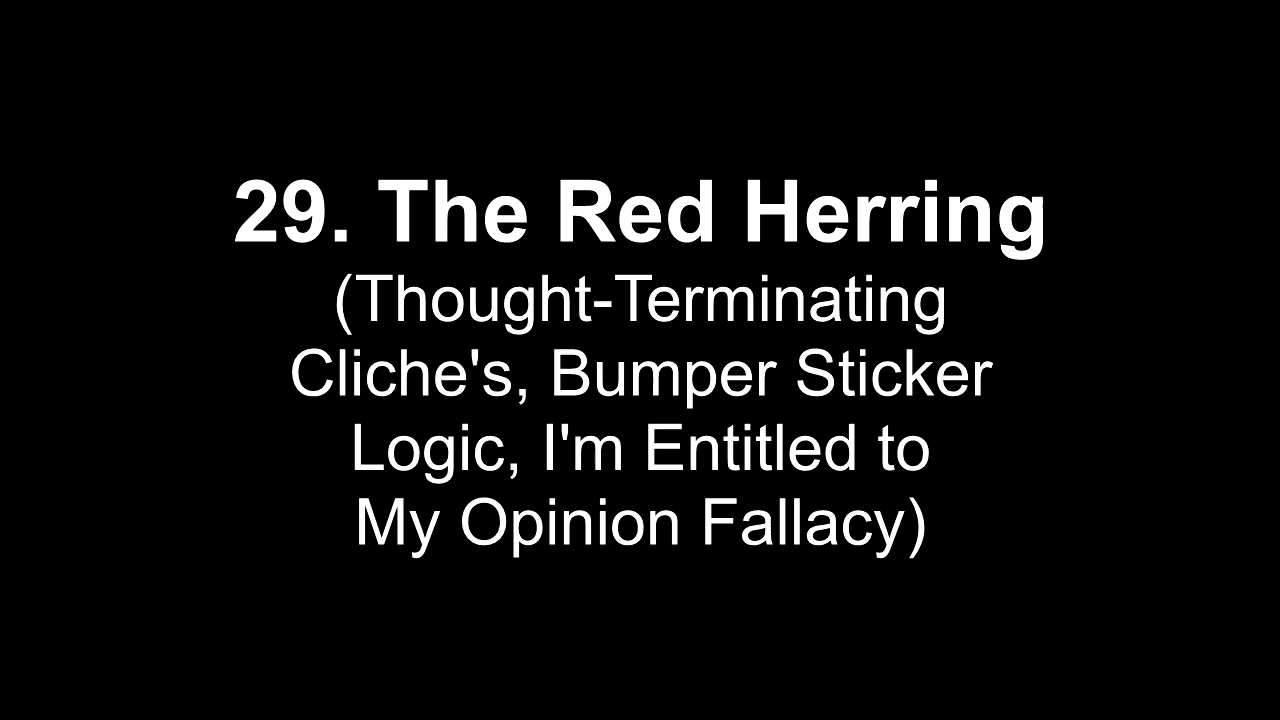 29. The Red Herring
(Thought-Terminating
Cliche's, Bumper Sticker
Logic, I'm Entitled to
My Opinion Fallacy)